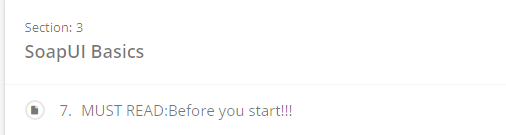 Section: 3
SoapUI Basics
7. MUST READ:Before you start!!!